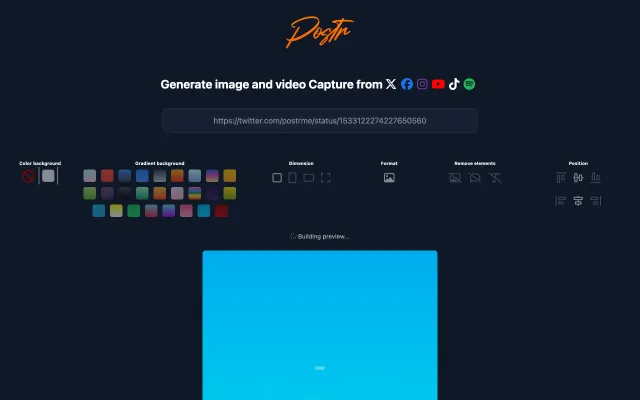 Postr
Generate image and video Capture from
https://twitter.com/postrme/status/1533122274227650560
Color background
Gradient background
Dimension
Format
Remove elements
Position
Building preview...